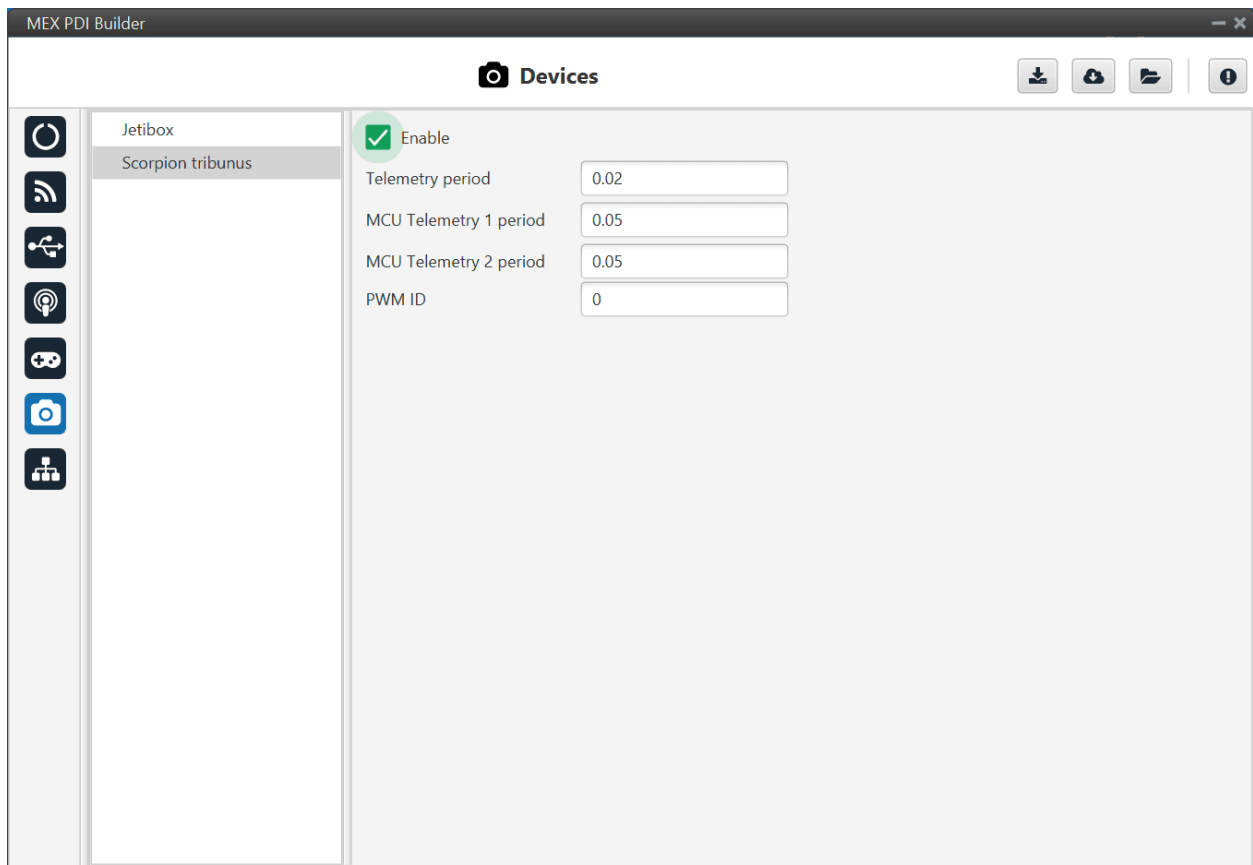 MEX PDI Builder
Devices
Jetibox
Scorpion tribunus
Enable
Telemetry period 0.02
MCU Telemetry 1 period 0.05
MCU Telemetry 2 period 0.05
PWM ID 0